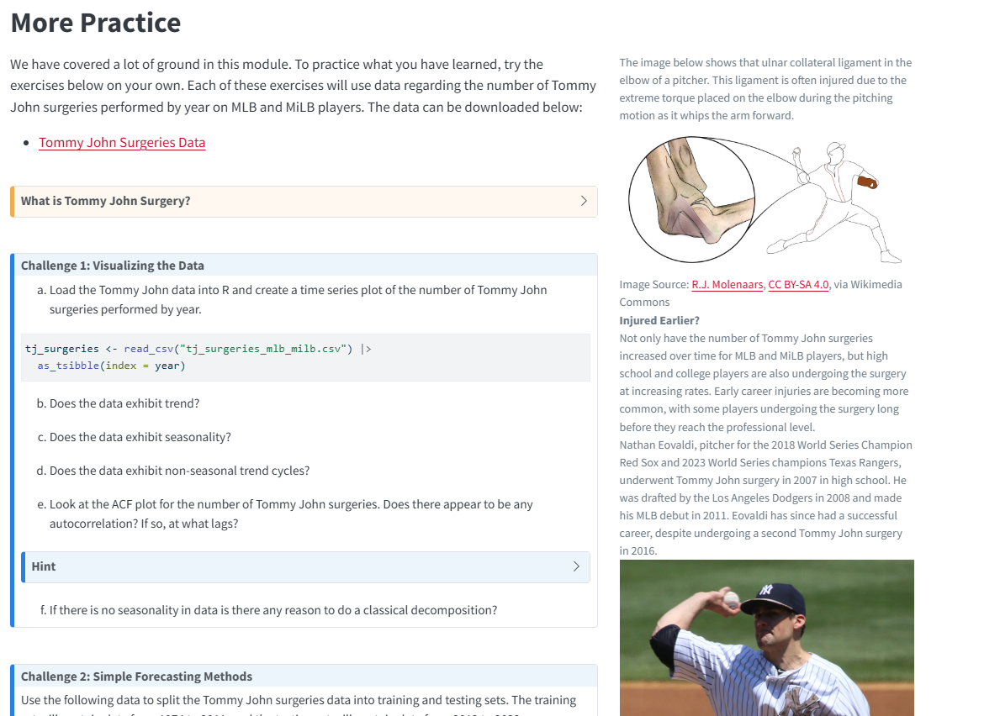 More Practice
We have covered a lot of ground in this module. To practice what you have learned, try the
exercises below on your own. Each of these exercises will use data regarding the number of Tommy
John surgeries performed by year on MLB and MiLB players. The data can be downloaded below:
• Tommy John Surgeries Data
What is Tommy John Surgery?
Challenge 1: Visualizing the Data
a. Load the Tommy John data into R and create a time series plot of the number of Tommy John
surgeries performed by year.
tj_surgeries <- read_csv("tj_surgeries_mlb_milb.csv") |>
as_tsibble(index = year)
b. Does the data exhibit trend?
c. Does the data exhibit seasonality?
d. Does the data exhibit non-seasonal trend cycles?
e. Look at the ACF plot for the number of Tommy John surgeries. Does there appear to be any
autocorrelation? If so, at what lags?
Hint
f. If there is no seasonality in data is there any reason to do a classical decomposition?
Challenge 2: Simple Forecasting Methods
Use the following data to split the Tommy John surgeries data into training and testing sets. The training
The image below shows that ulnar collateral ligament in the
elbow of a pitcher. This ligament is often injured due to the
extreme torque placed on the elbow during the pitching
motion as it whips the arm forward.
Image Source: R.J. Molenaars, CC BY-SA 4.0, via Wikimedia
Commons
Injured Earlier?
Not only have the number of Tommy John surgeries
increased over time for MLB and MiLB players, but high
school and college players are also undergoing the surgery
at increasing rates. Early career injuries are becoming more
common, with some players undergoing the surgery long
before they reach the professional level.
Nathan Eovaldi, pitcher for the 2018 World Series Champion
Red Sox and 2023 World Series champions Texas Rangers,
underwent Tommy John surgery in 2007 in high school. He
was drafted by the Los Angeles Dodgers in 2008 and made
his MLB debut in 2011. Eovaldi has since had a successful
career, despite undergoing a second Tommy John surgery
in 2016.